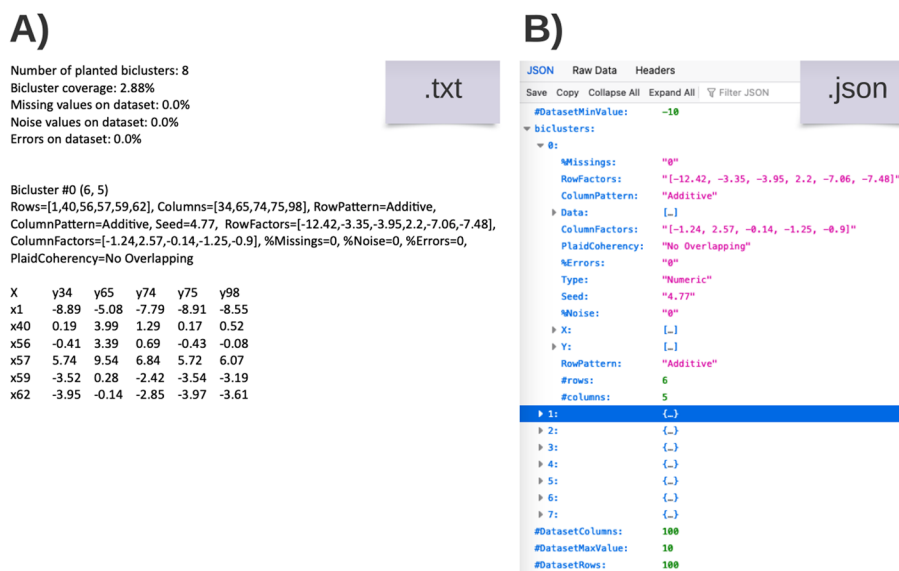 A)
.txt
Number of planted biclusters: 8
Bicluster coverage: 2.88%
Missing values on dataset: 0.0%
Noise values on dataset: 0.0%
Errors on dataset: 0.0%
Bicluster #0 (6, 5)
Rows=[1,40,56,57,59,62], Columns=[34,65,74,75,98], RowPattern=Additive,
ColumnPattern=Additive, Seed=4.77,  RowFactors=[-12.42,-3.35,-3.95,2.2,-7.06,-7.48],
ColumnFactors=[-1.24,2.57,-0.14,-1.25,-0.9], %Missings=0, %Noise=0, %Errors=0,
PlaidCoherency=No Overlapping
X y34 y65 y74 y75 y98
x1 -8.89 -5.08 -7.79 -8.91 -8.55
x40 0.19 3.99 1.29 0.17 0.52
x56 -0.41 3.39 0.69 -0.43 -0.08
x57 5.74 9.54 6.84 5.72 6.07
x59 -3.52 0.28 -2.42 -3.54 -3.19
x62 -3.95 -0.14 -2.85 -3.97 -3.61
B)
.json
JSON Raw Data Headers
Save Copy Collapse All Expand All Filter JSON
#DatasetMinValue: -10
biclusters:
0:
%Missings: "0"
RowFactors: "[-12.42, -3.35, -3.95, 2.2, -7.06, -7.48]"
ColumnPattern: "Additive"
Data: […]
ColumnFactors: "[-1.24, 2.57, -0.14, -1.25, -0.9]"
PlaidCoherency: "No Overlapping"
%Errors: "0"
Type: "Numeric"
Seed: "4.77"
%Noise: "0"
X: […]
Y: […]
RowPattern: "Additive"
#rows: 6
#columns: 5
1: {…}
2: {…}
3: {…}
4: {…}
5: {…}
6: {…}
7: {…}
#DatasetColumns: 100
#DatasetMaxValue: 10
#DatasetRows: 100